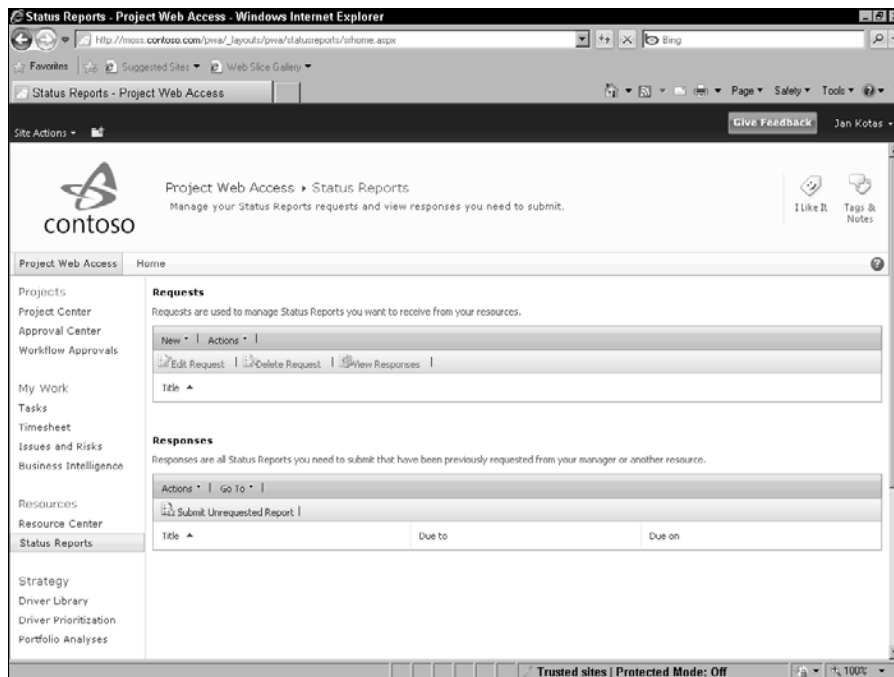 Status Reports - Project Web Access - Windows Internet Explorer
http://moss.contoso.com/pwa/_layouts/pwa/statusreports/srhome.aspx
Bing
Favorites Suggested Sites Web Slice Gallery
Status Reports - Project Web Access
Page Safety Tools
Site Actions
Give Feedback
Jan Kotas
contoso
Project Web Access Status Reports
Manage your Status Reports requests and view responses you need to submit.
I Like It
Tags & Notes
Project Web Access Home
Projects
Project Center
Approval Center
Workflow Approvals
My Work
Tasks
Timesheet
Issues and Risks
Business Intelligence
Resources
Resource Center
Status Reports
Strategy
Driver Library
Driver Prioritization
Portfolio Analyses
Requests
Requests are used to manage Status Reports you want to receive from your resources.
New | Actions |
Edit Request | Delete Request | View Responses |
Title
Responses
Responses are all Status Reports you need to submit that have been previously requested from your manager or another resource.
Actions | Go To |
Submit Unrequested Report |
Title Due to Due on
Trusted sites | Protected Mode: Off
100%